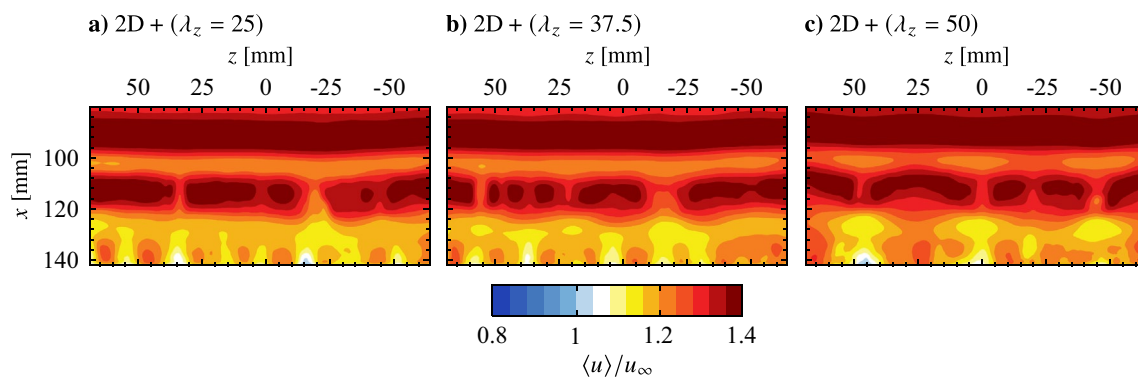 a) 2D + (λz = 25)
b) 2D + (λz = 37.5)
c) 2D + (λz = 50)
z [mm]
z [mm]
z [mm]
50 25 0 -25 -50
50 25 0 -25 -50
50 25 0 -25 -50
x [mm]
100
120
140
0.8 1 1.2 1.4
⟨u⟩/u∞